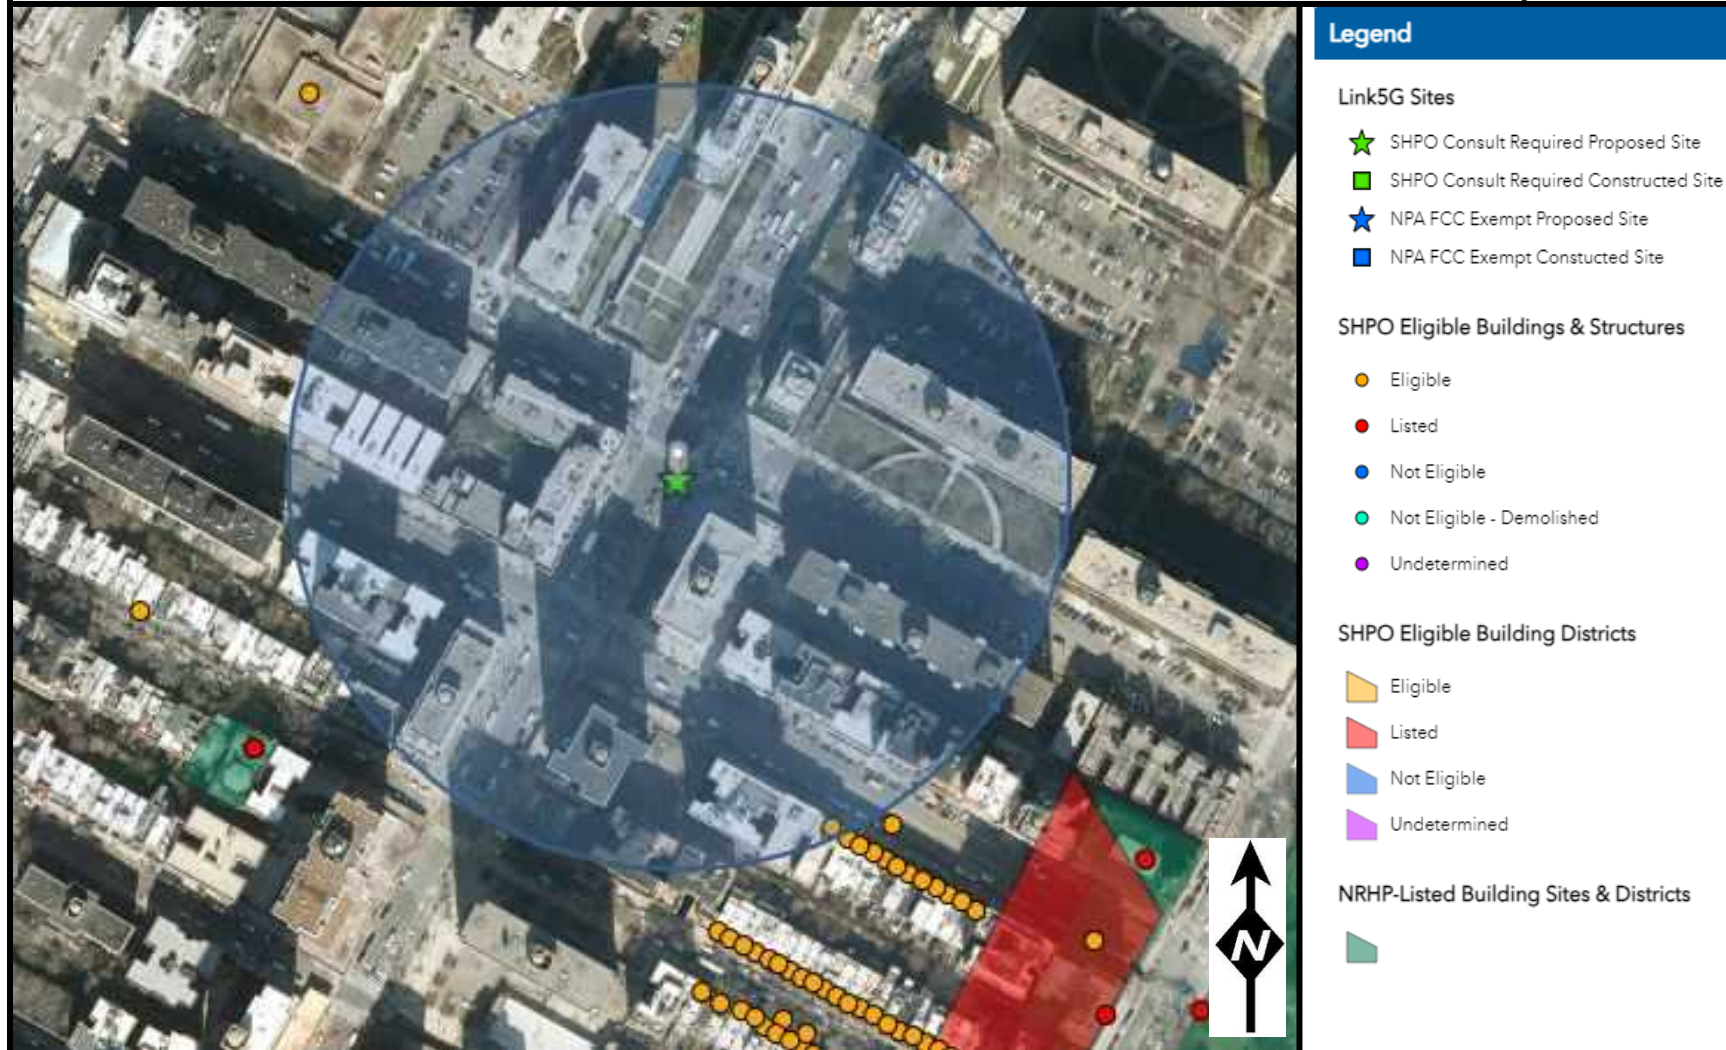 Legend
Link5G Sites
SHPO Consult Required Proposed Site
SHPO Consult Required Constructed Site
NPA FCC Exempt Proposed Site
NPA FCC Exempt Constucted Site
SHPO Eligible Buildings & Structures
Eligible
Listed
Not Eligible
Not Eligible - Demolished
Undetermined
SHPO Eligible Building Districts
Eligible
Listed
Not Eligible
Undetermined
NRHP-Listed Building Sites & Districts
N